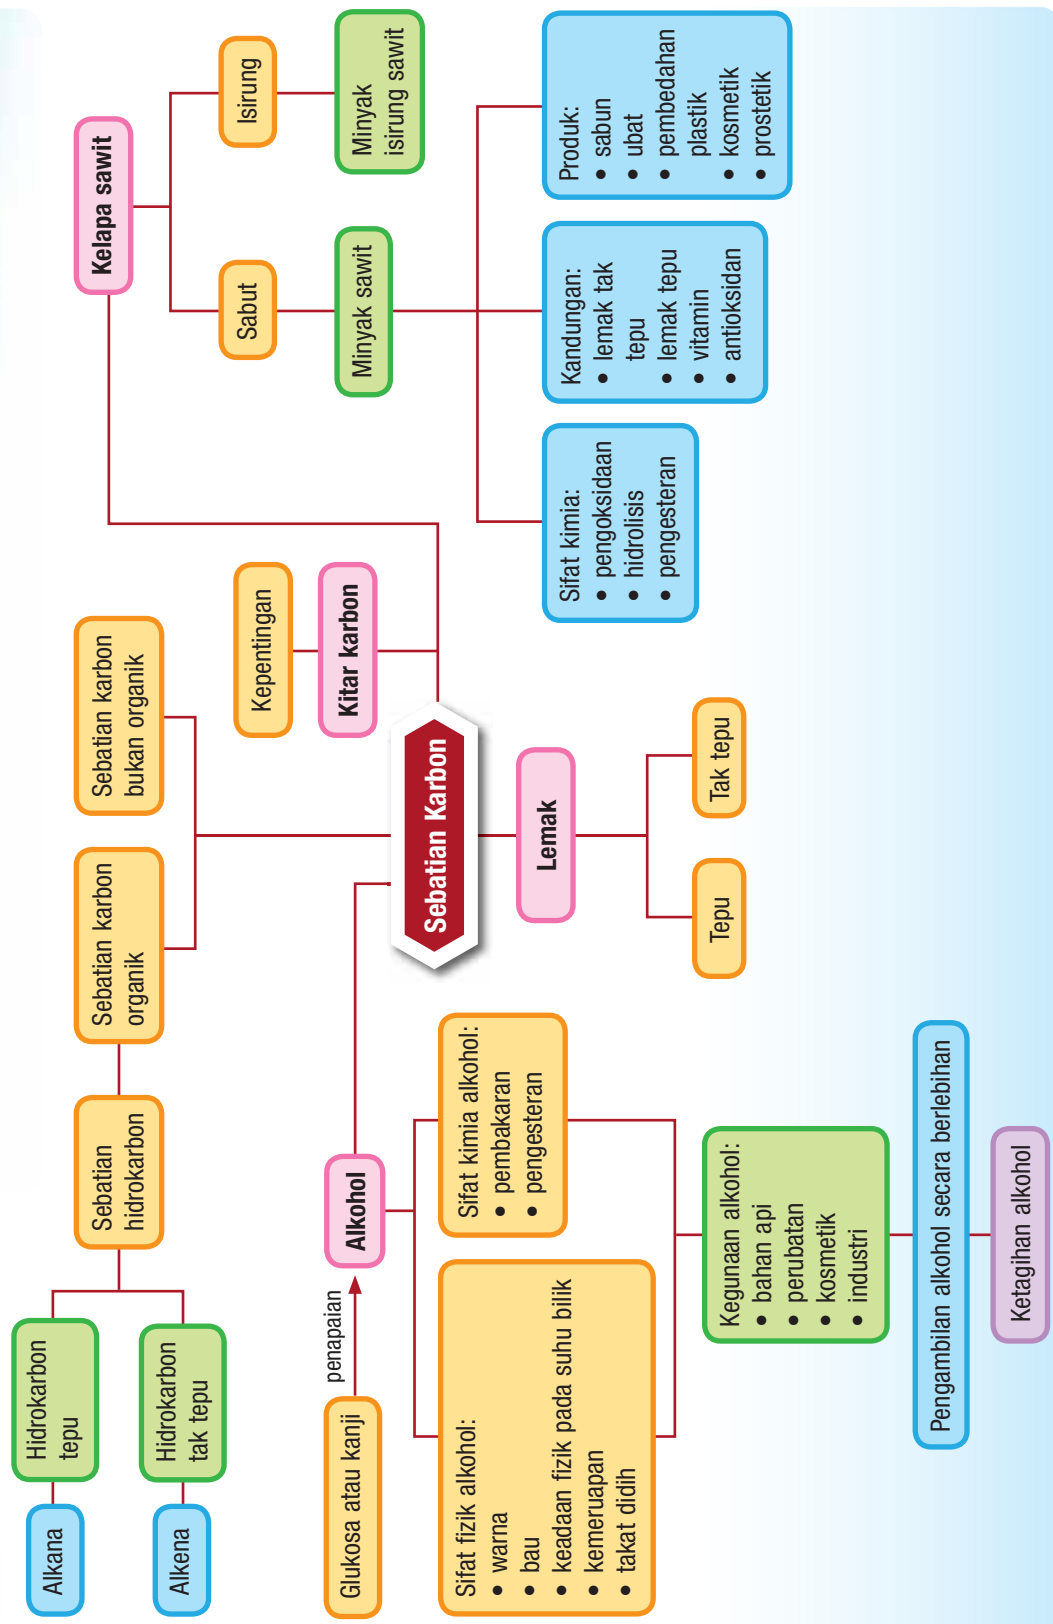 Alkana
Hidrokarbon
tepu
Alkena
Hidrokarbon
tak tepu
Sebatian
hidrokarbon
Sebatian karbon
organik
Sebatian karbon
bukan organik
Kepentingan
Kitar karbon
Sebatian Karbon
Kelapa sawit
Sabut
Isirung
Minyak sawit
Minyak
isirung sawit
Sifat kimia:
• pengoksidaan
• hidrolisis
• pengesteran
Kandungan:
• lemak tak
tepu
• lemak tepu
• vitamin
• antioksidan
Produk:
• sabun
• ubat
• pembedahan
plastik
• kosmetik
• prostetik
Glukosa atau kanji
penapaian
Alkohol
Sifat fizik alkohol:
• warna
• bau
• keadaan fizik pada suhu bilik
• kemeruapan
• takat didih
Sifat kimia alkohol:
• pembakaran
• pengesteran
Kegunaan alkohol:
• bahan api
• perubatan
• kosmetik
• industri
Pengambilan alkohol secara berlebihan
Ketagihan alkohol
Lemak
Tepu
Tak tepu